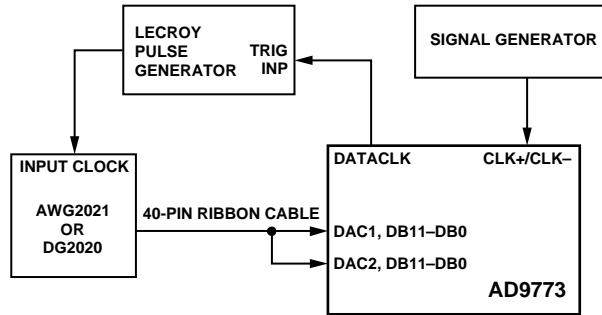 LECROY
PULSE
GENERATOR
TRIG
INP
SIGNAL GENERATOR
INPUT CLOCK
AWG2021
OR
DG2020
40-PIN RIBBON CABLE
DATACLK
CLK+/CLK–
DAC1, DB11–DB0
DAC2, DB11–DB0
AD9773